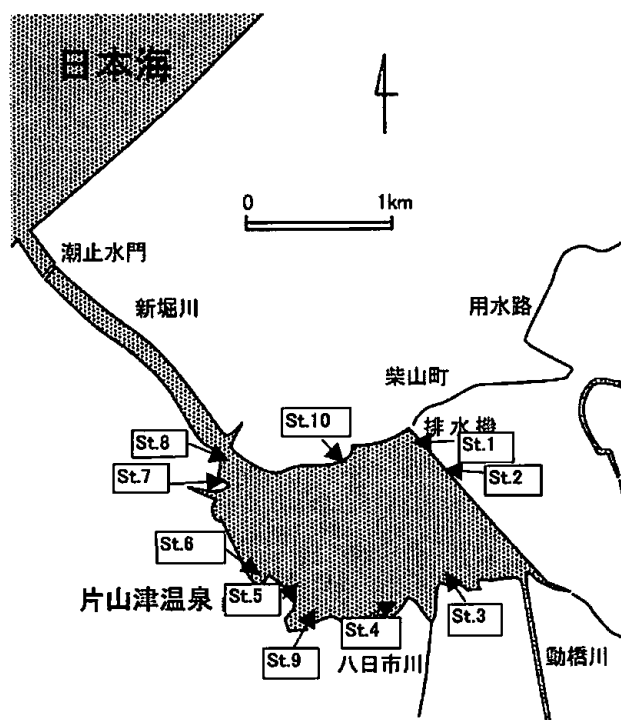 日本海
0 1km
潮止水門
新堀川
用水路
柴山町
排水機
St.10
St.1
St.8
St.2
St.7
St.6
片山津温泉
St.5
St.3
St.4
St.9
八日市川
動橋川